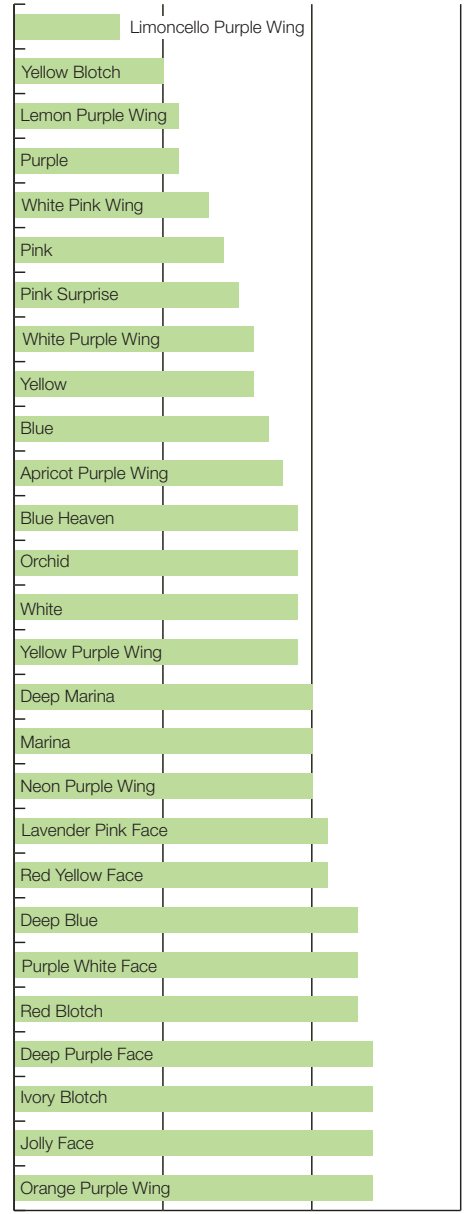 Limoncello Purple Wing
Yellow Blotch
Lemon Purple Wing
Purple
White Pink Wing
Pink
Pink Surprise
White Purple Wing
Yellow
Blue
Apricot Purple Wing
Blue Heaven
Orchid
White
Yellow Purple Wing
Deep Marina
Marina
Neon Purple Wing
Lavender Pink Face
Red Yellow Face
Deep Blue
Purple White Face
Red Blotch
Deep Purple Face
Ivory Blotch
Jolly Face
Orange Purple Wing